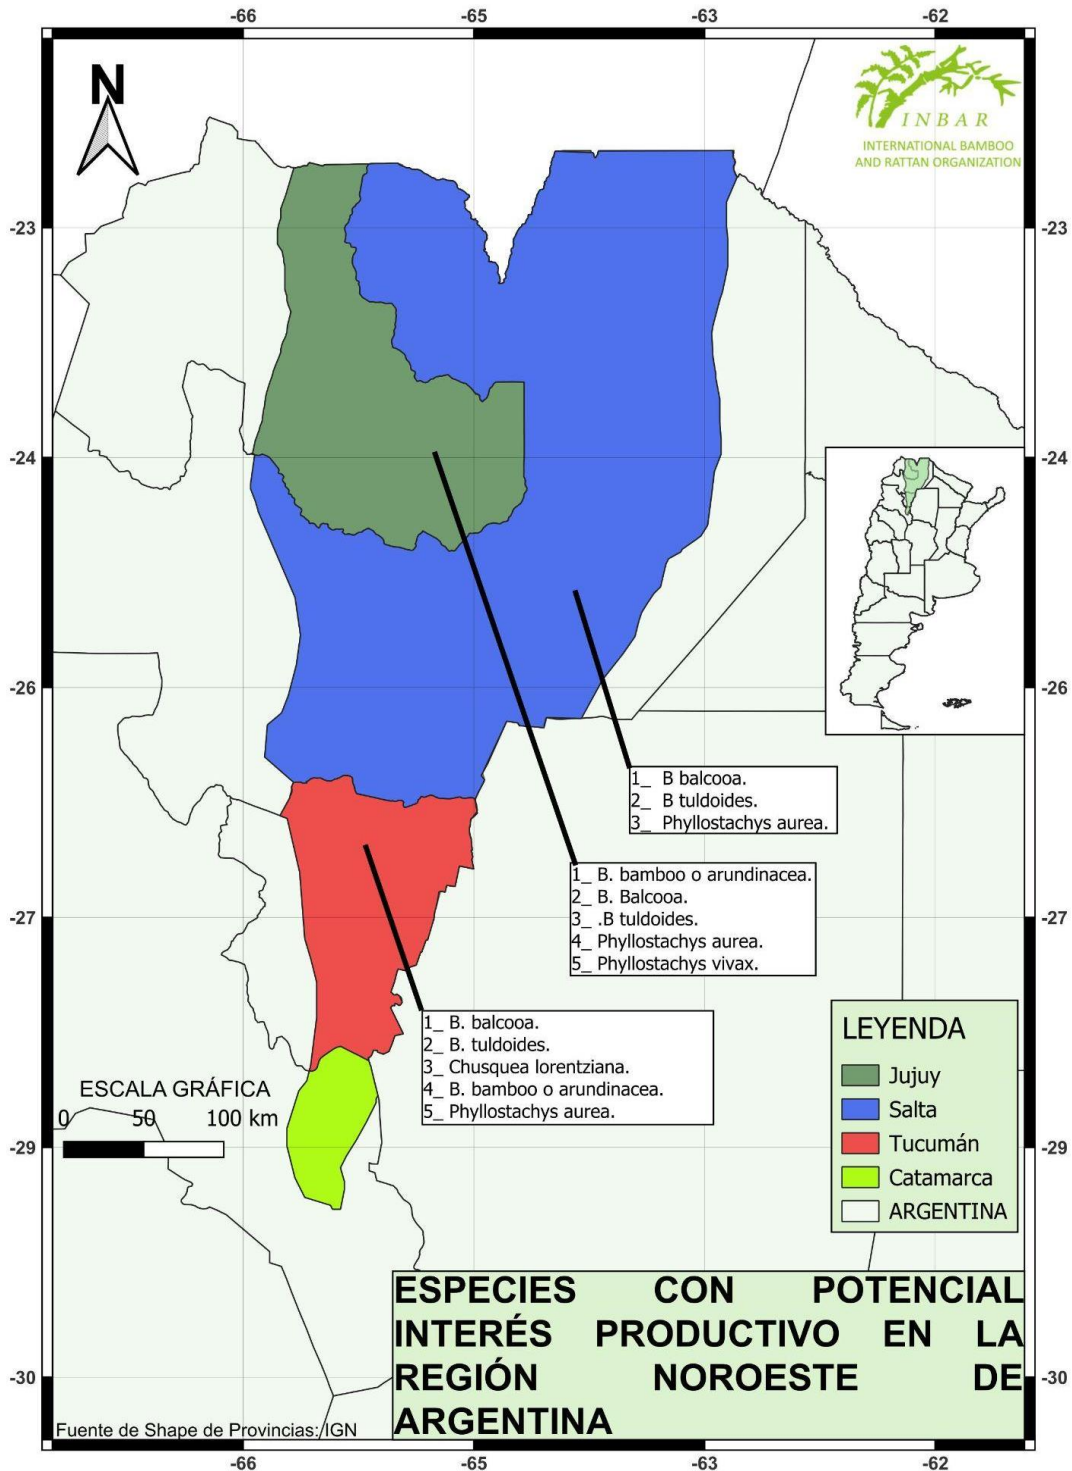 -66 -65 -63 -62
N
INBAR
INTERNATIONAL BAMBOO
AND RATTAN ORGANIZATION
-23 -23
-24 -24
-26 -26
1_ B balcooa.
2_ B tuldoides.
3_ Phyllostachys aurea.
1_ B. bamboo o arundinacea.
2_ B. Balcooa.
3_ .B tuldoides.
4_ Phyllostachys aurea.
5_ Phyllostachys vivax.
-27 -27
1_ B. balcooa.
2_ B. tuldoides.
3_ Chusquea lorentziana.
4_ B. bamboo o arundinacea.
5_ Phyllostachys aurea.
LEYENDA
Jujuy
Salta
Tucumán
Catamarca
ARGENTINA
ESCALA GRÁFICA
0 50 100 km
-29 -29
ESPECIES CON POTENCIAL
INTERÉS PRODUCTIVO EN LA
REGIÓN NOROESTE DE
ARGENTINA
-30 -30
Fuente de Shape de Provincias: IGN
-66 -65 -63 -62